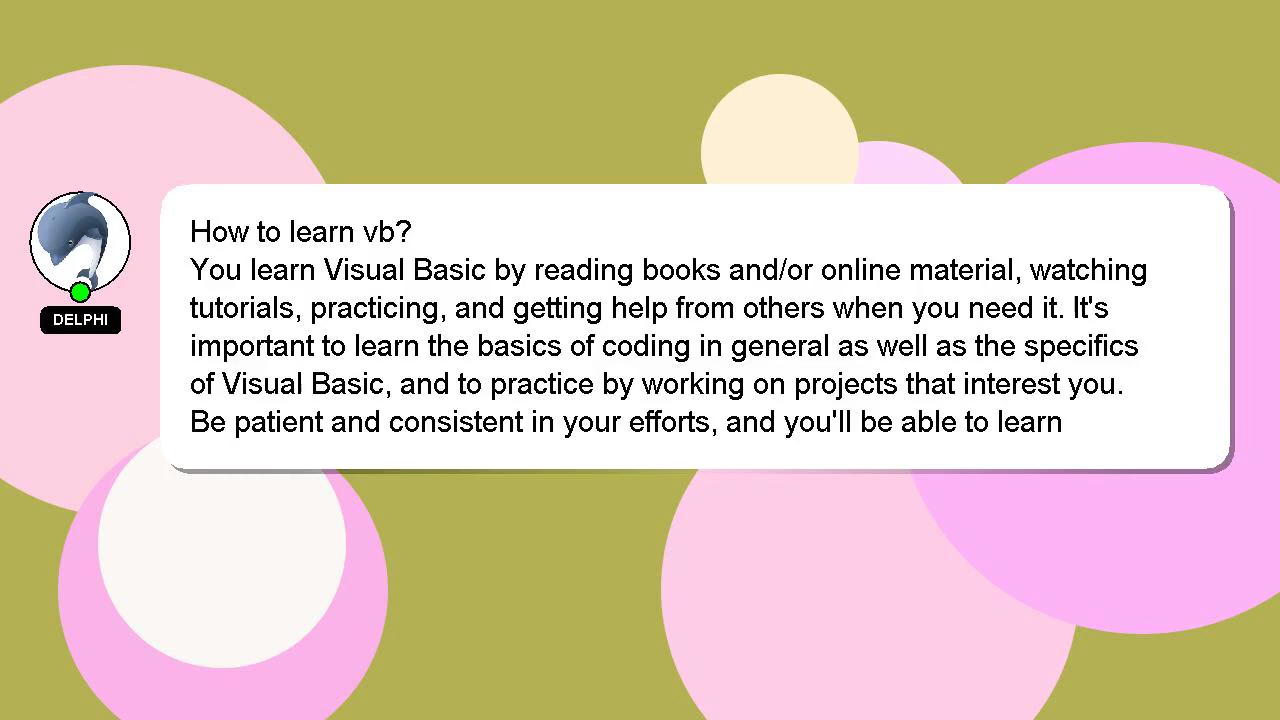 How to learn vb?
You learn Visual Basic by reading books and/or online material, watching
tutorials, practicing, and getting help from others when you need it. It's
important to learn the basics of coding in general as well as the specifics
of Visual Basic, and to practice by working on projects that interest you.
Be patient and consistent in your efforts, and you'll be able to learn
DELPHI